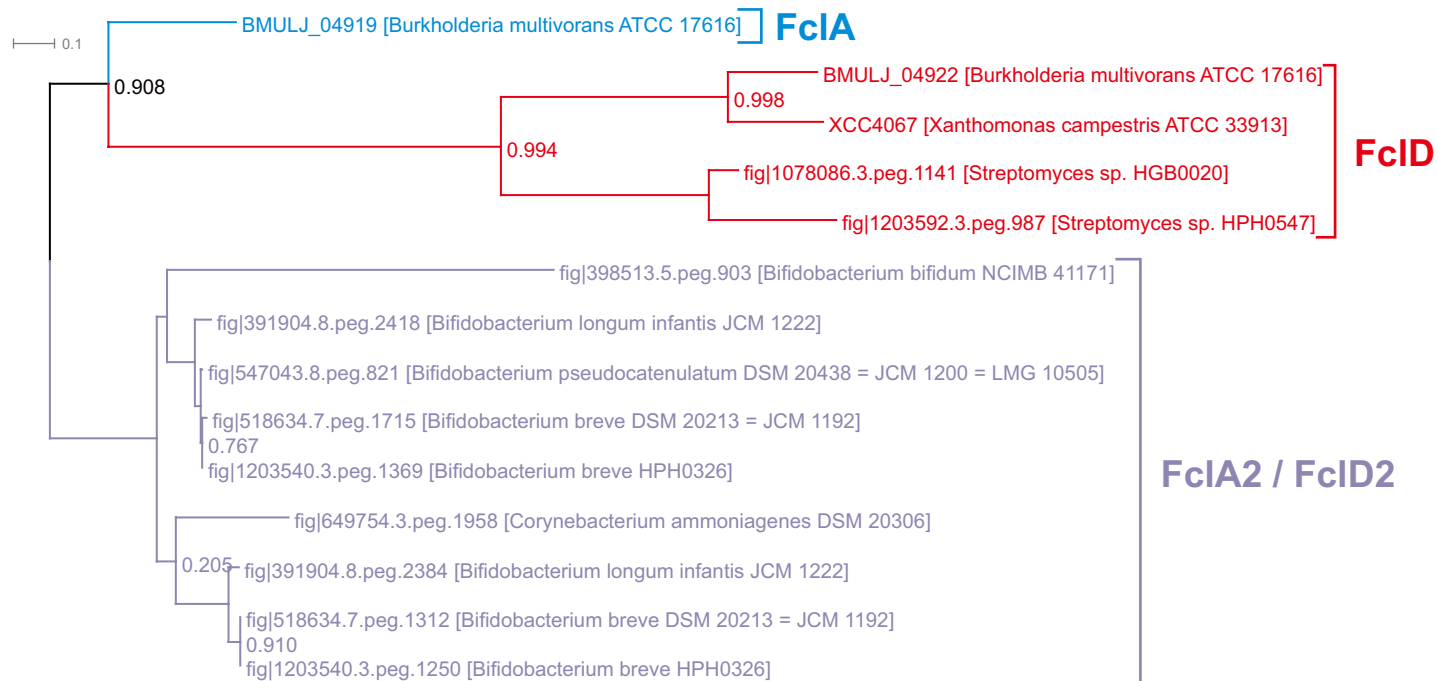 BMULJ_04919 [Burkholderia multivorans ATCC 17616]
FclA
0.1
BMULJ_04922 [Burkholderia multivorans ATCC 17616]
0.908
0.998
XCC4067 [Xanthomonas campestris ATCC 33913]
0.994
FclD
fig|1078086.3.peg.1141 [Streptomyces sp. HGB0020]
fig|1203592.3.peg.987 [Streptomyces sp. HPH0547]
fig|398513.5.peg.903 [Bifidobacterium bifidum NCIMB 41171]
fig|391904.8.peg.2418 [Bifidobacterium longum infantis JCM 1222]
fig|547043.8.peg.821 [Bifidobacterium pseudocatenulatum DSM 20438 = JCM 1200 = LMG 10505]
fig|518634.7.peg.1715 [Bifidobacterium breve DSM 20213 = JCM 1192]
0.767
fig|1203540.3.peg.1369 [Bifidobacterium breve HPH0326]
FclA2 / FclD2
fig|649754.3.peg.1958 [Corynebacterium ammoniagenes DSM 20306]
0.205
fig|391904.8.peg.2384 [Bifidobacterium longum infantis JCM 1222]
fig|518634.7.peg.1312 [Bifidobacterium breve DSM 20213 = JCM 1192]
0.910
fig|1203540.3.peg.1250 [Bifidobacterium breve HPH0326]